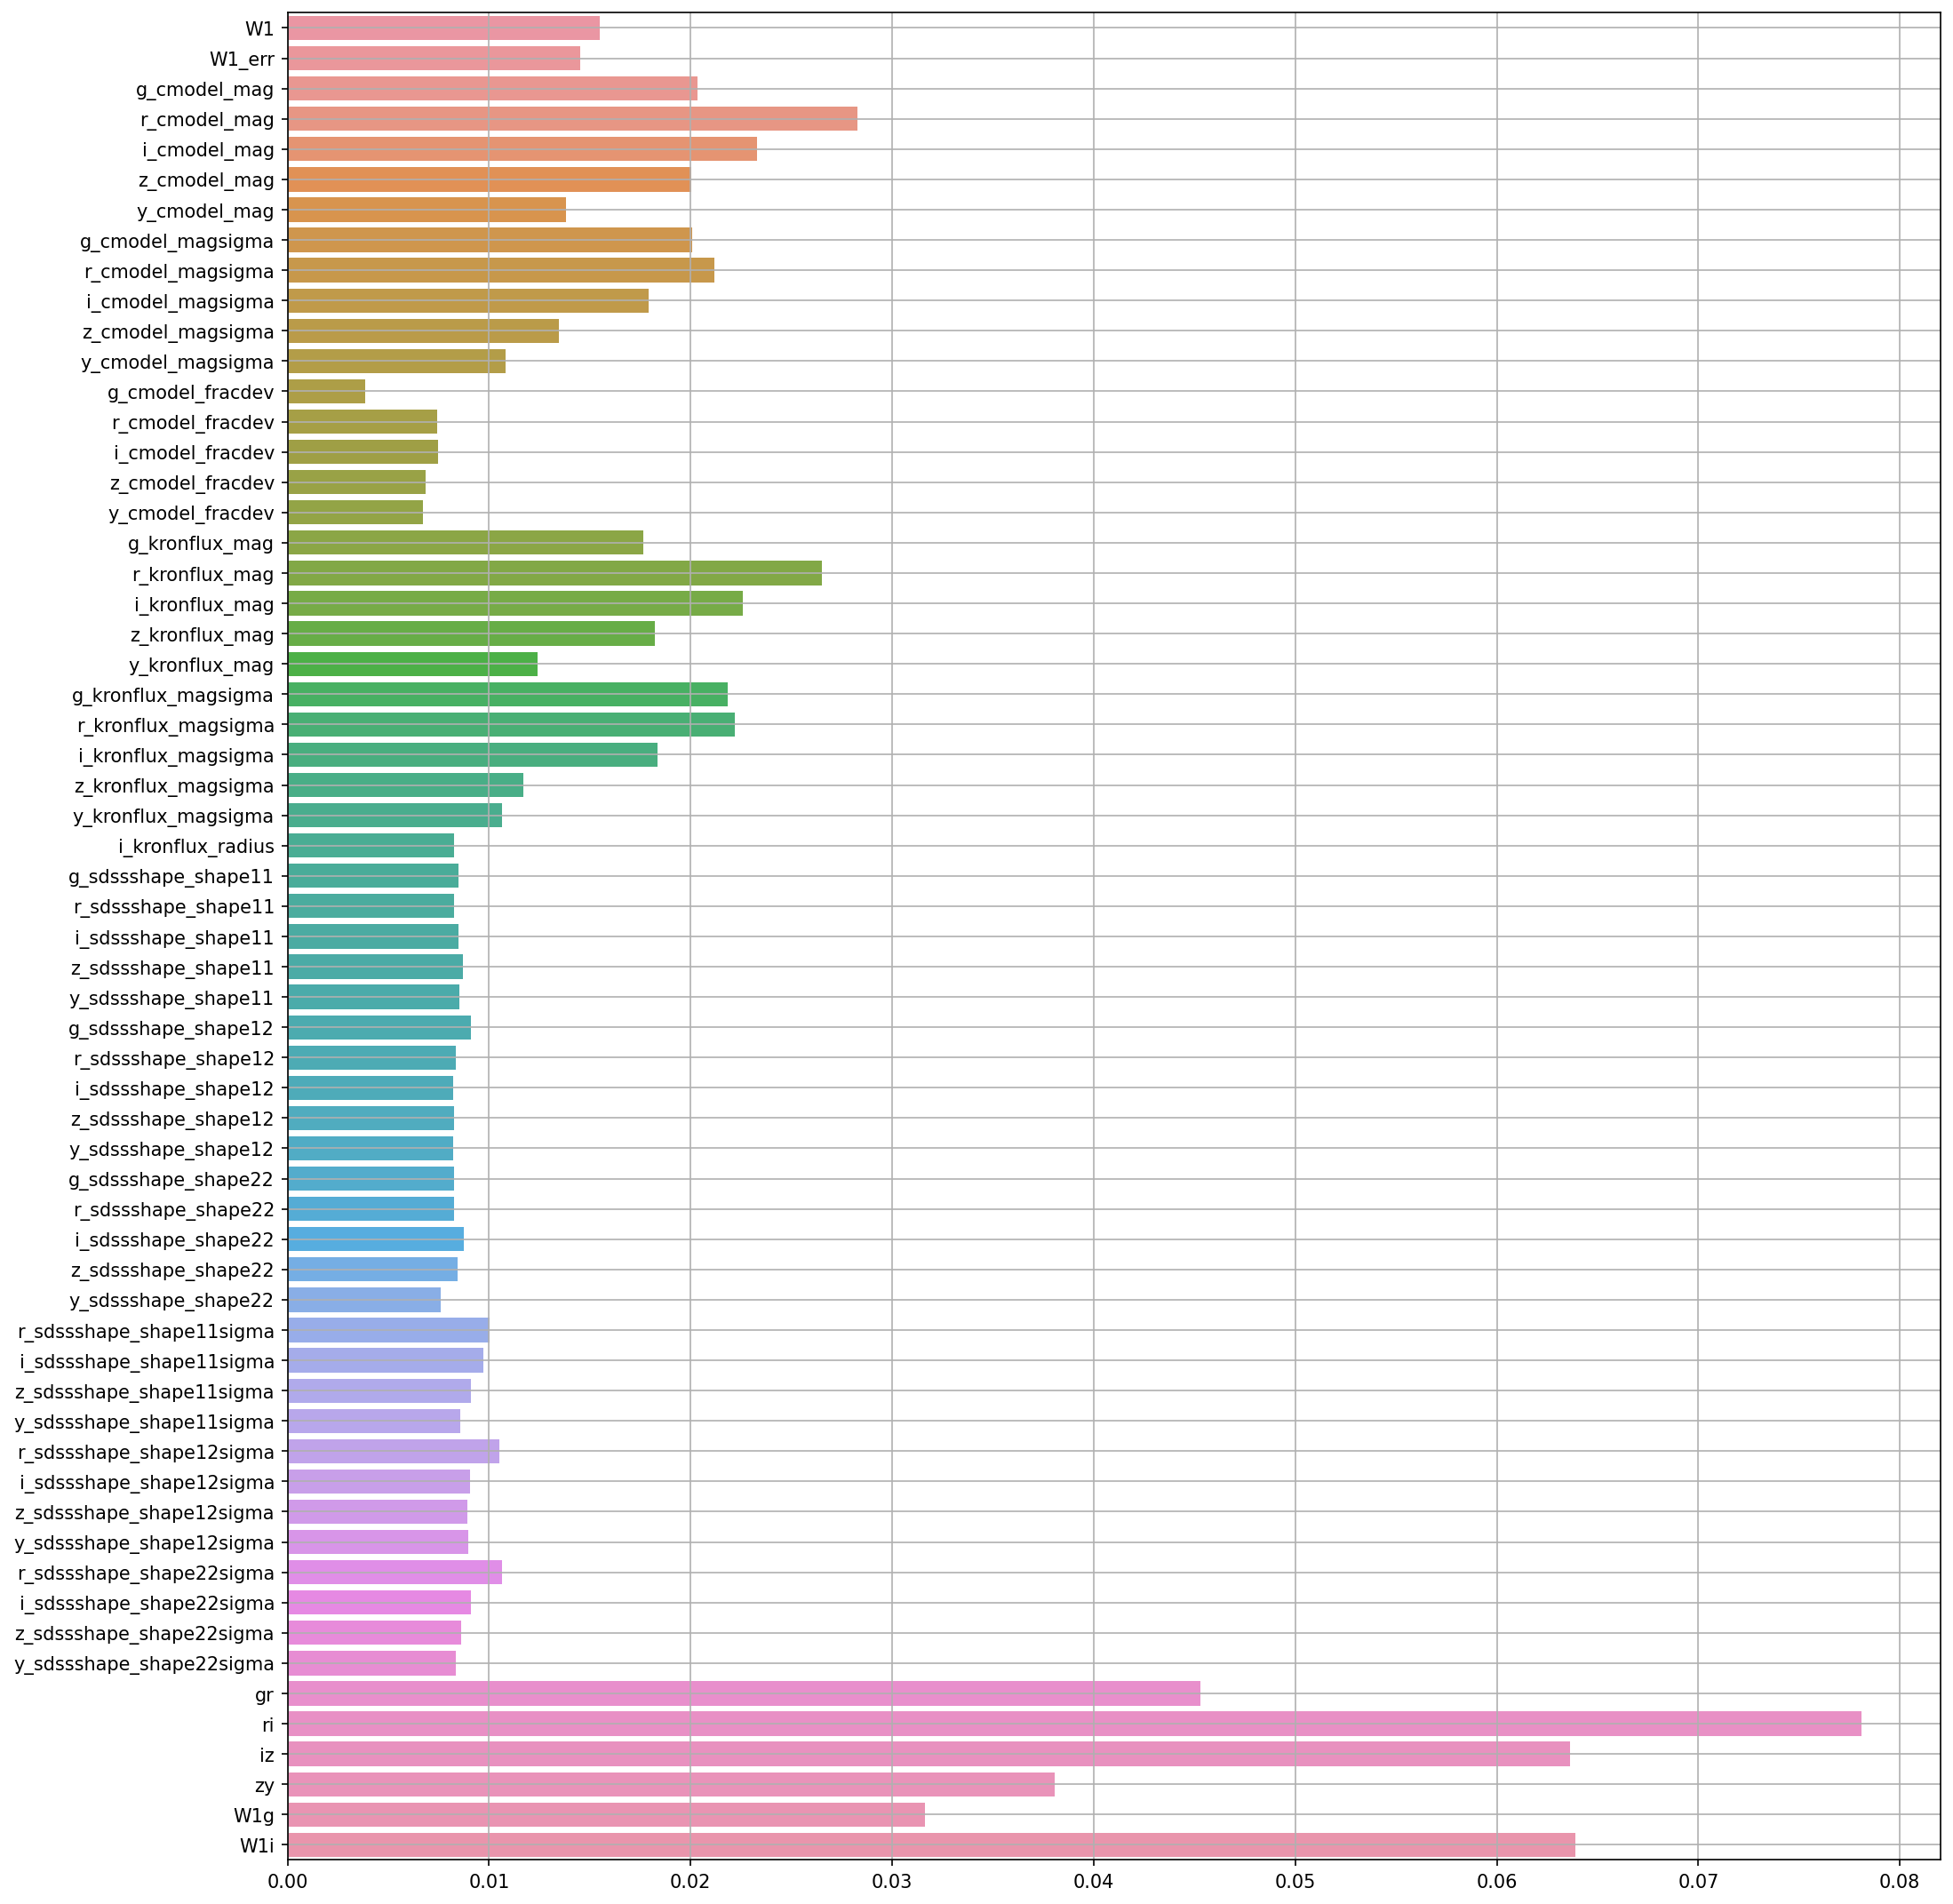 W1
W1_err
g_cmodel_mag
r_cmodel_mag
i_cmodel_mag
z_cmodel_mag
y_cmodel_mag
g_cmodel_magsigma
r_cmodel_magsigma
i_cmodel_magsigma
z_cmodel_magsigma
y_cmodel_magsigma
g_cmodel_fracdev
r_cmodel_fracdev
i_cmodel_fracdev
z_cmodel_fracdev
y_cmodel_fracdev
g_kronflux_mag
r_kronflux_mag
i_kronflux_mag
z_kronflux_mag
y_kronflux_mag
g_kronflux_magsigma
r_kronflux_magsigma
i_kronflux_magsigma
z_kronflux_magsigma
y_kronflux_magsigma
i_kronflux_radius
g_sdssshape_shape11
r_sdssshape_shape11
i_sdssshape_shape11
z_sdssshape_shape11
y_sdssshape_shape11
g_sdssshape_shape12
r_sdssshape_shape12
i_sdssshape_shape12
z_sdssshape_shape12
y_sdssshape_shape12
g_sdssshape_shape22
r_sdssshape_shape22
i_sdssshape_shape22
z_sdssshape_shape22
y_sdssshape_shape22
r_sdssshape_shape11sigma
i_sdssshape_shape11sigma
z_sdssshape_shape11sigma
y_sdssshape_shape11sigma
r_sdssshape_shape12sigma
i_sdssshape_shape12sigma
z_sdssshape_shape12sigma
y_sdssshape_shape12sigma
r_sdssshape_shape22sigma
i_sdssshape_shape22sigma
z_sdssshape_shape22sigma
y_sdssshape_shape22sigma
gr
ri
iz
zy
W1g
W1i
0.00 0.01 0.02 0.03 0.04 0.05 0.06 0.07 0.08